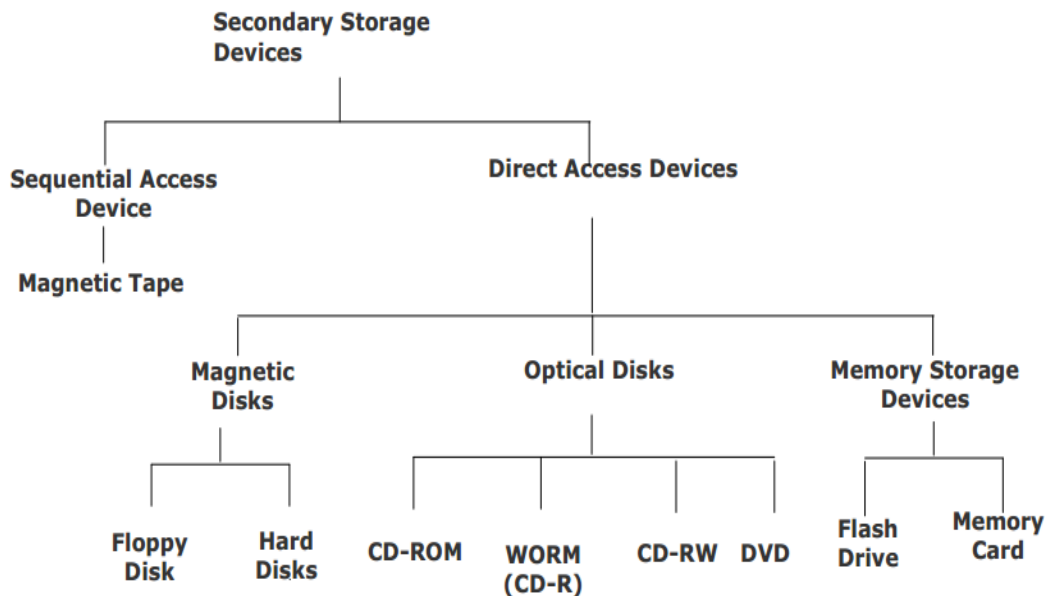 Secondary Storage
Devices
Sequential Access
Device
Direct Access Devices
Magnetic Tape
Magnetic
Disks
Optical Disks
Memory Storage
Devices
Floppy
Disk
Hard
Disks
CD-ROM
WORM
(CD-R)
CD-RW
DVD
Flash
Drive
Memory
Card